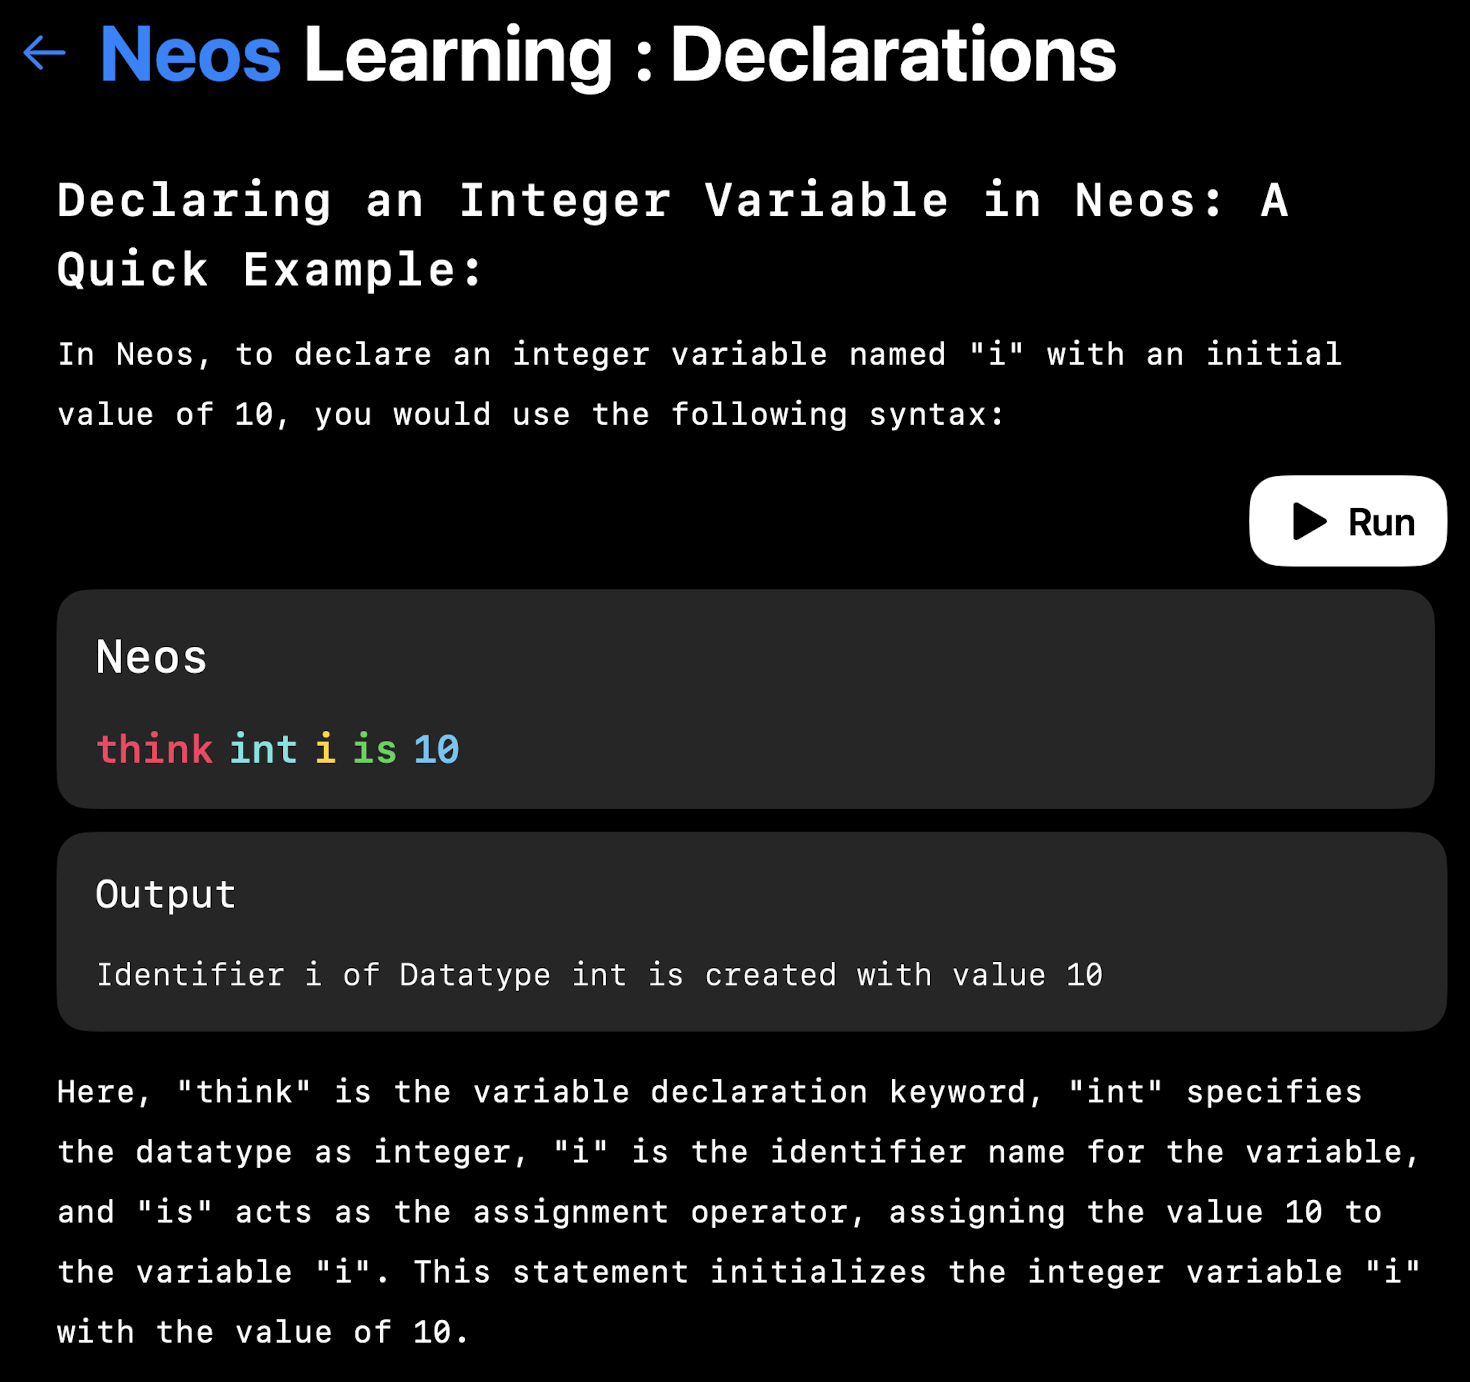 Neos Learning : Declarations
Declaring an Integer Variable in Neos: A
Quick Example:
In Neos, to declare an integer variable named "i" with an initial
value of 10, you would use the following syntax:
Run
Neos
think int i is 10
Output
Identifier i of Datatype int is created with value 10
Here, "think" is the variable declaration keyword, "int" specifies
the datatype as integer, "i" is the identifier name for the variable,
and "is" acts as the assignment operator, assigning the value 10 to
the variable "i". This statement initializes the integer variable "i"
with the value of 10.